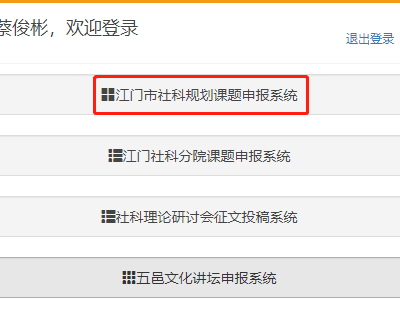 蔡俊彬，欢迎登录
退出登录
江门市社科规划课题申报系统
江门社科分院课题申报系统
社科理论研讨会征文投稿系统
五邑文化讲坛申报系统